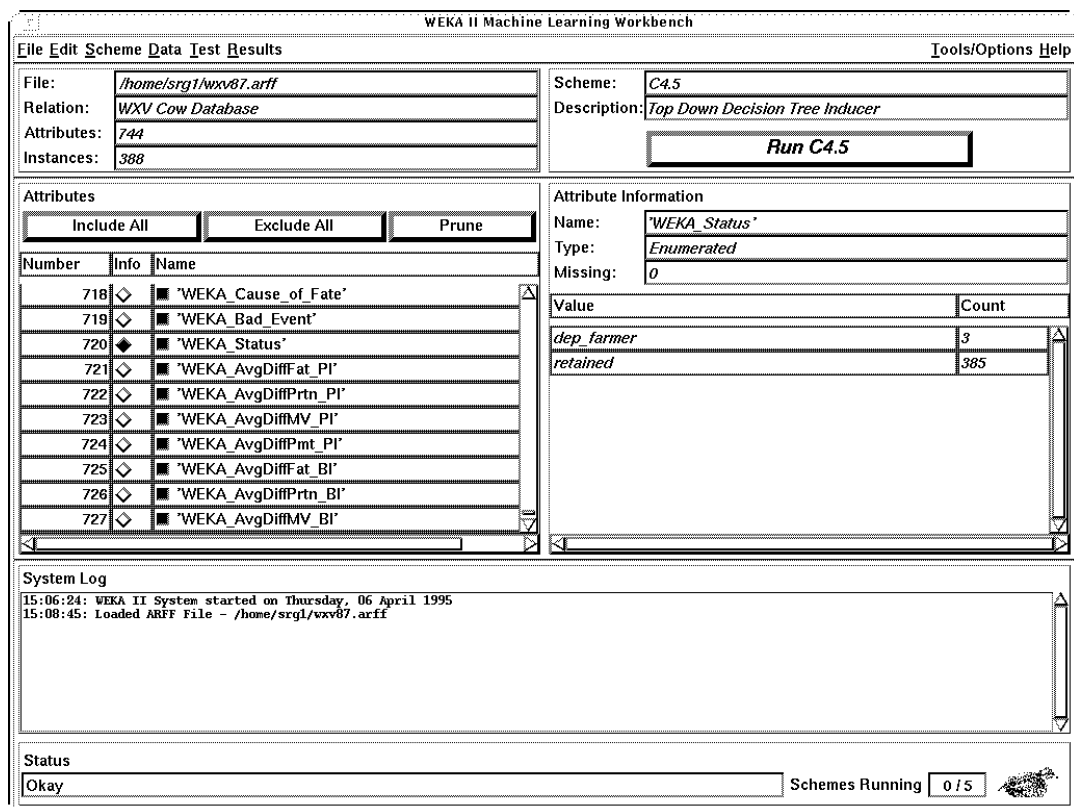 WEKA II Machine Learning Workbench
File Edit Scheme Data Test Results Tools/Options Help
File: /home/srg1/wxv87.arff
Relation: WXV Cow Database
Attributes: 744
Instances: 388
Scheme: C4.5
Description: Top Down Decision Tree Inducer
Run C4.5
Attributes
Include All Exclude All Prune
Number Info Name
718 'WEKA_Cause_of_Fate'
719 'WEKA_Bad_Event'
720 'WEKA_Status'
721 'WEKA_AvgDiffFat_PI'
722 'WEKA_AvgDiffPrtn_PI'
723 'WEKA_AvgDiffMV_PI'
724 'WEKA_AvgDiffPmt_PI'
725 'WEKA_AvgDiffFat_BI'
726 'WEKA_AvgDiffPrtn_BI'
727 'WEKA_AvgDiffMV_BI'
Attribute Information
Name: 'WEKA_Status'
Type: Enumerated
Missing: 0
Value Count
dep_farmer 3
retained 385
System Log
15:06:24: WEKA II System started on Thursday, 06 April 1995
15:08:45: Loaded ARFF File - /home/srg1/wxv87.arff
Status
Okay
Schemes Running 0 / 5